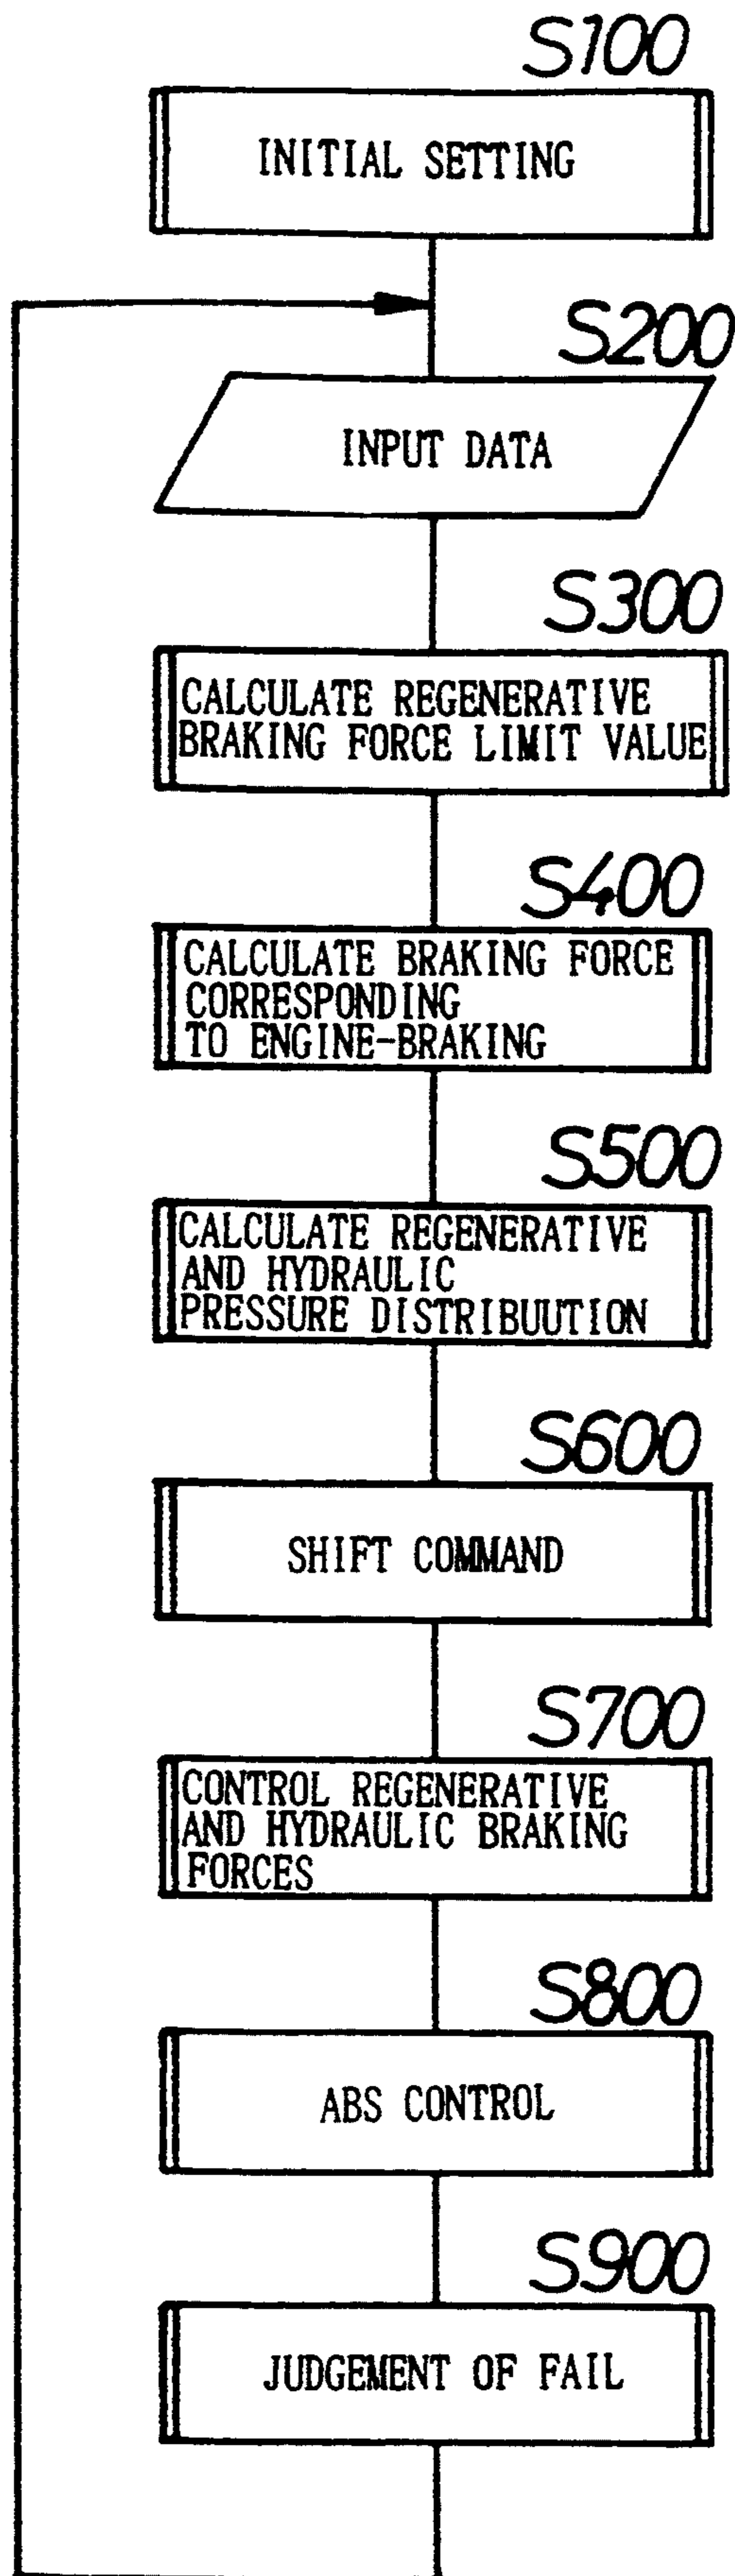 S100
INITIAL SETTING
S200
INPUT DATA
S300
CALCULATE REGENERATIVE
BRAKING FORCE LIMIT VALUE
S400
CALCULATE BRAKING FORCE
CORRESPONDING
TO ENGINE-BRAKING
S500
CALCULATE REGENERATIVE
AND HYDRAULIC
PRESSURE DISTRIBUUTION
S600
SHIFT COMMAND
S700
CONTROL REGENERATIVE
AND HYDRAULIC BRAKING
FORCES
S800
ABS CONTROL
S900
JUDGEMENT OF FAIL